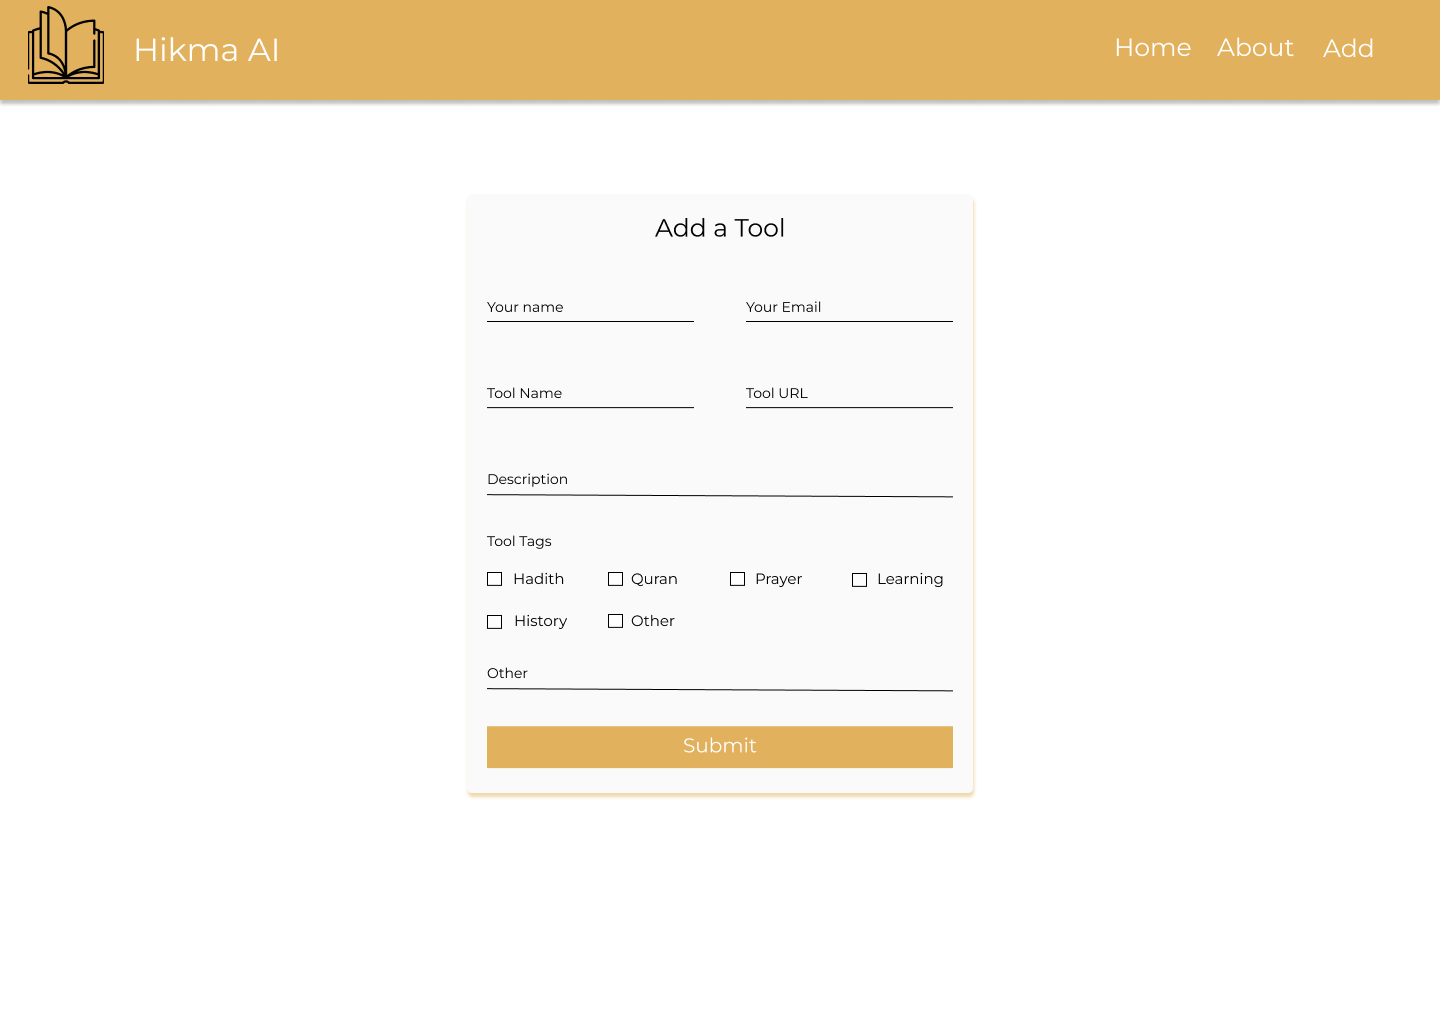 Hikma AI
Home About Add
Add a Tool
Your name Your Email
Tool Name Tool URL
Description
Tool Tags
Hadith Quran Prayer Learning
History Other
Other
Submit